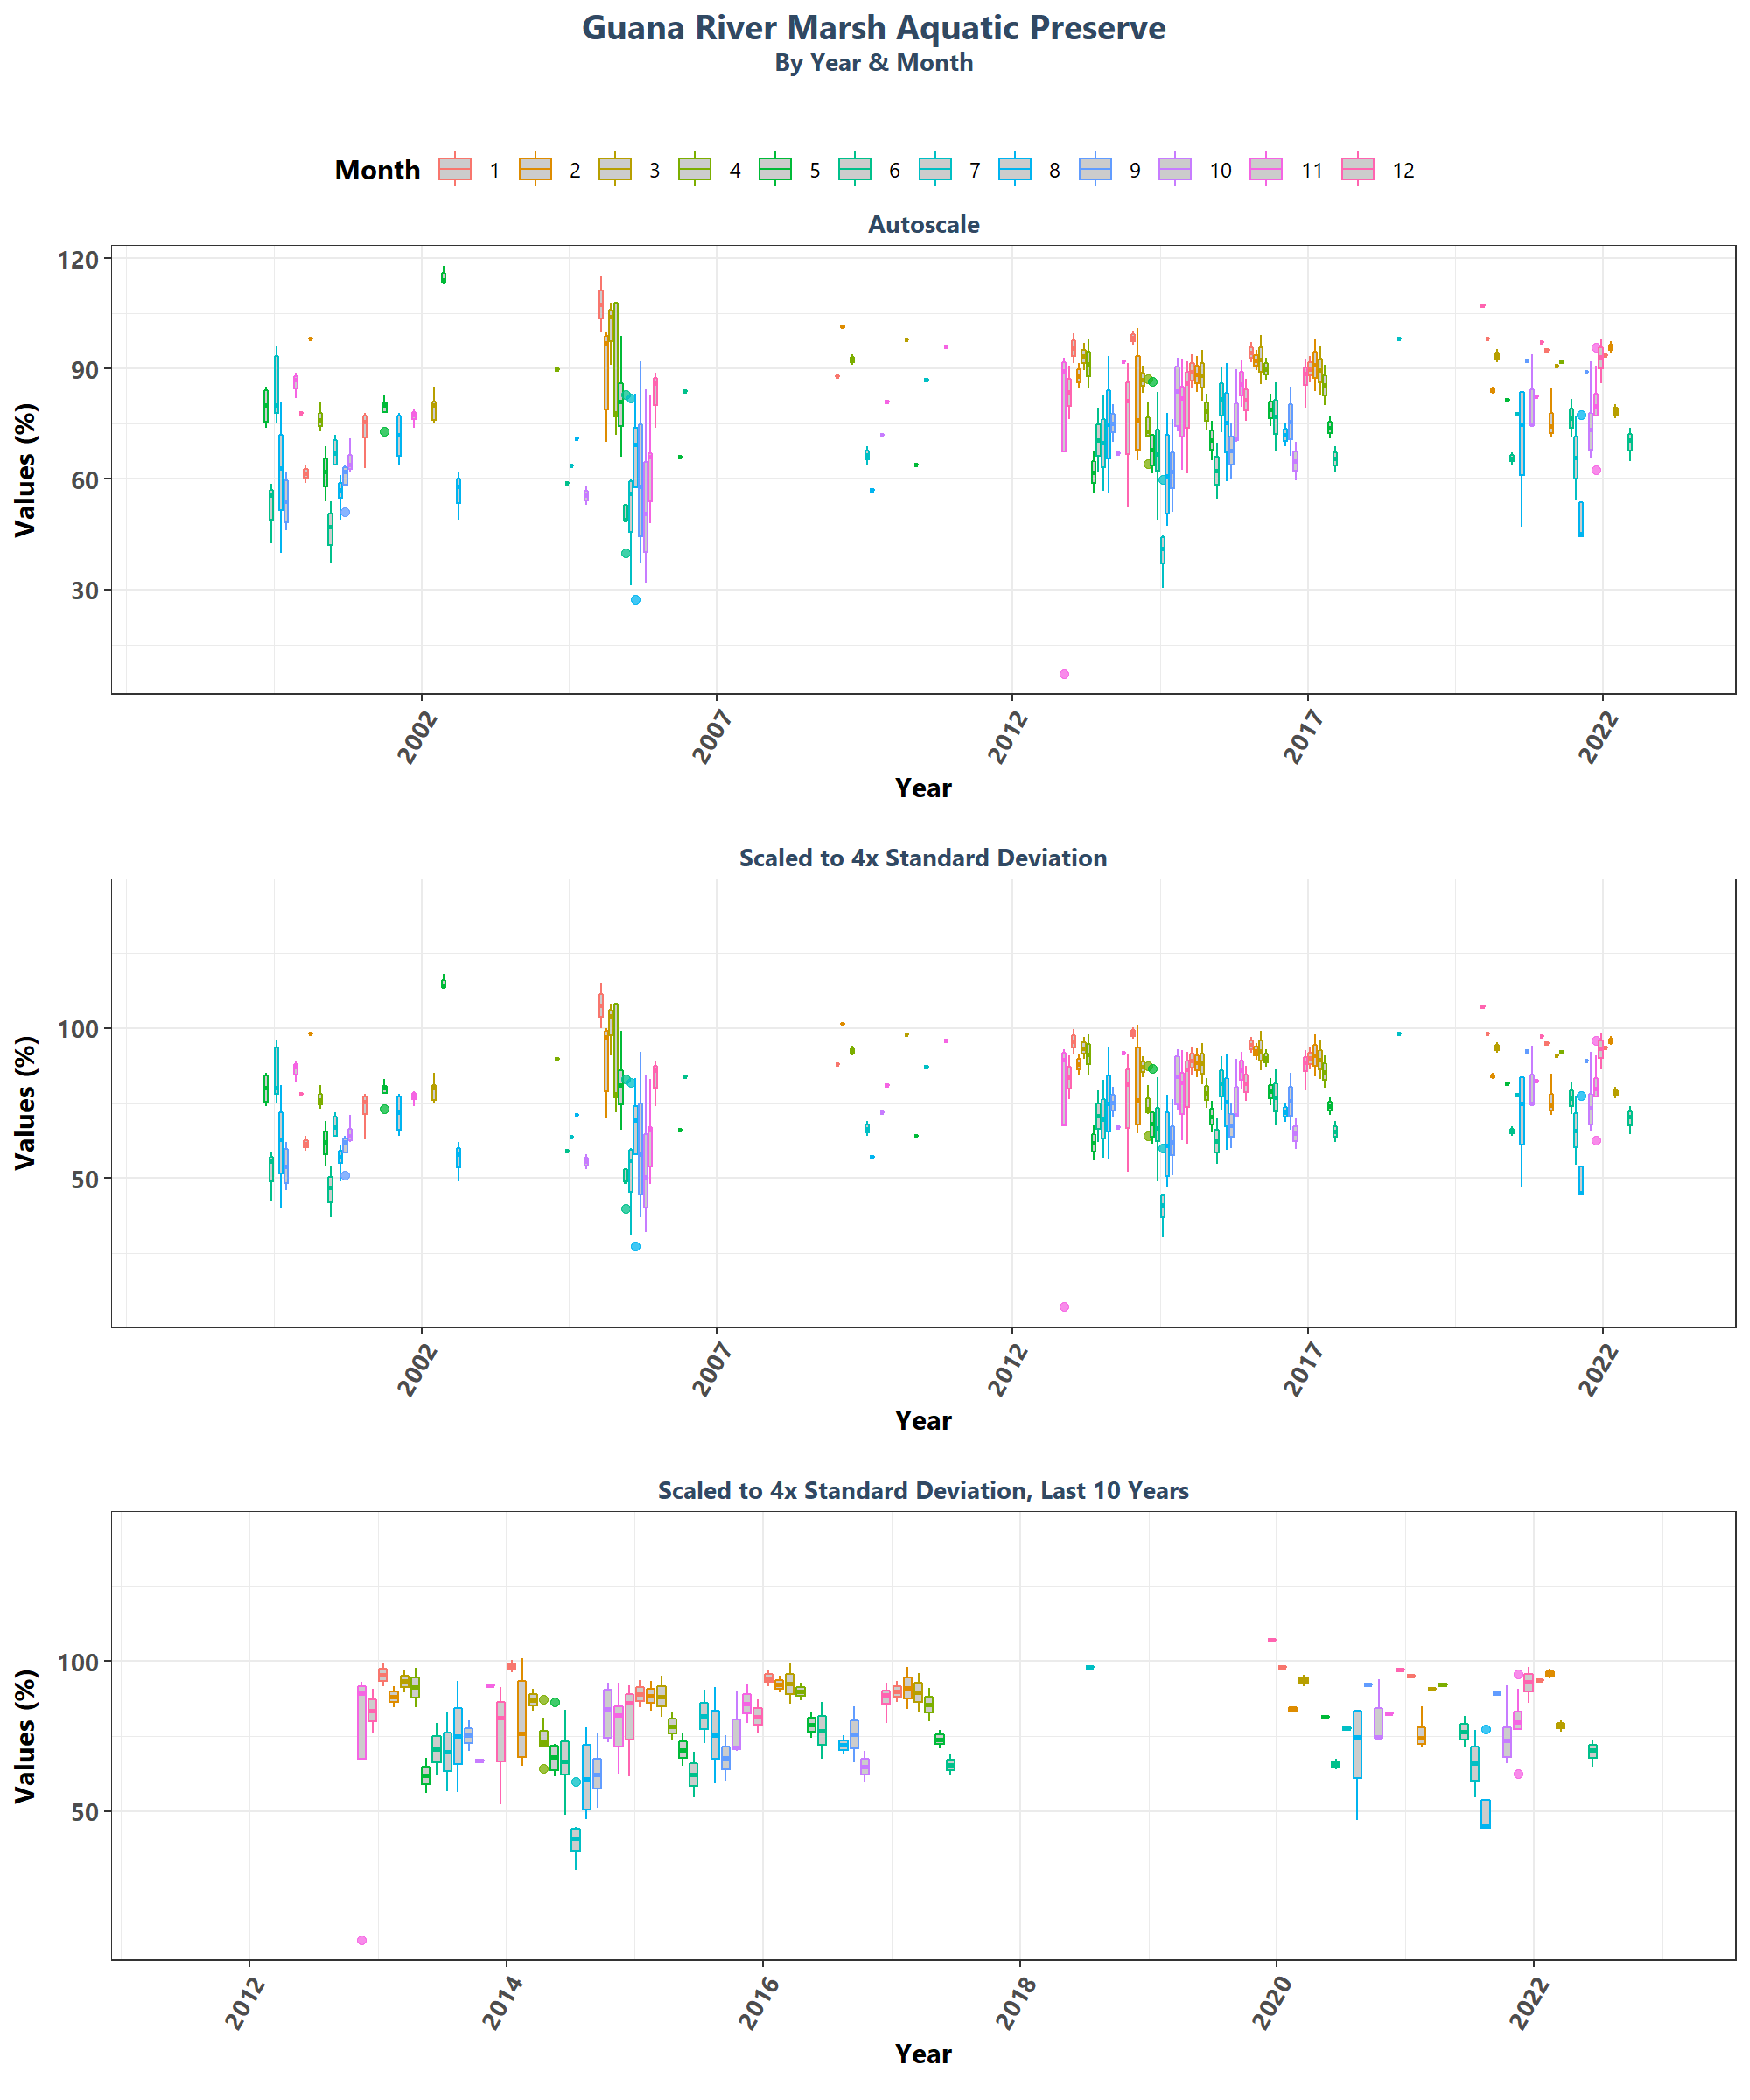 Guana River Marsh Aquatic Preserve
By Year & Month
Month 1 2 3 4 5 6 7 8 9 10 11 12
Autoscale
120
90
60
30
Values (%)
2002 2007 2012 2017 2022
Year
Scaled to 4x Standard Deviation
100
50
Values (%)
2002 2007 2012 2017 2022
Year
Scaled to 4x Standard Deviation, Last 10 Years
100
50
Values (%)
2012 2014 2016 2018 2020 2022
Year